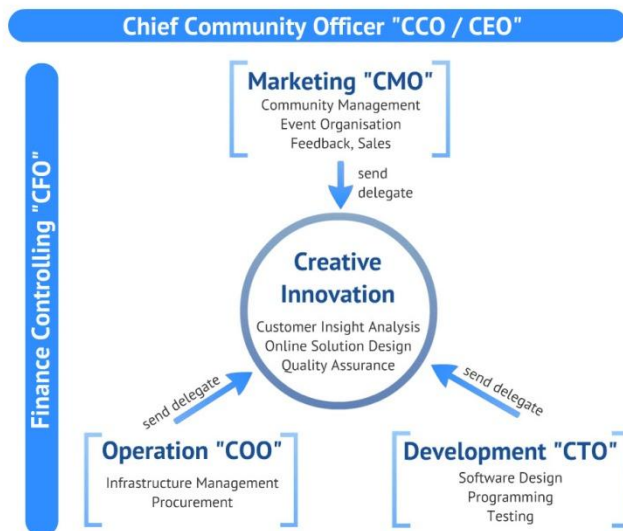 Chief Community Officer "CCO / CEO"
Finance Controlling "CFO"
Marketing "CMO"
Community Management
Event Organisation
Feedback, Sales
send
delegate
Creative
Innovation
Customer Insight Analysis
Online Solution Design
Quality Assurance
send delegate
send delegate
Operation "COO"
Infrastructure Management
Procurement
Development "CTO"
Software Design
Programming
Testing